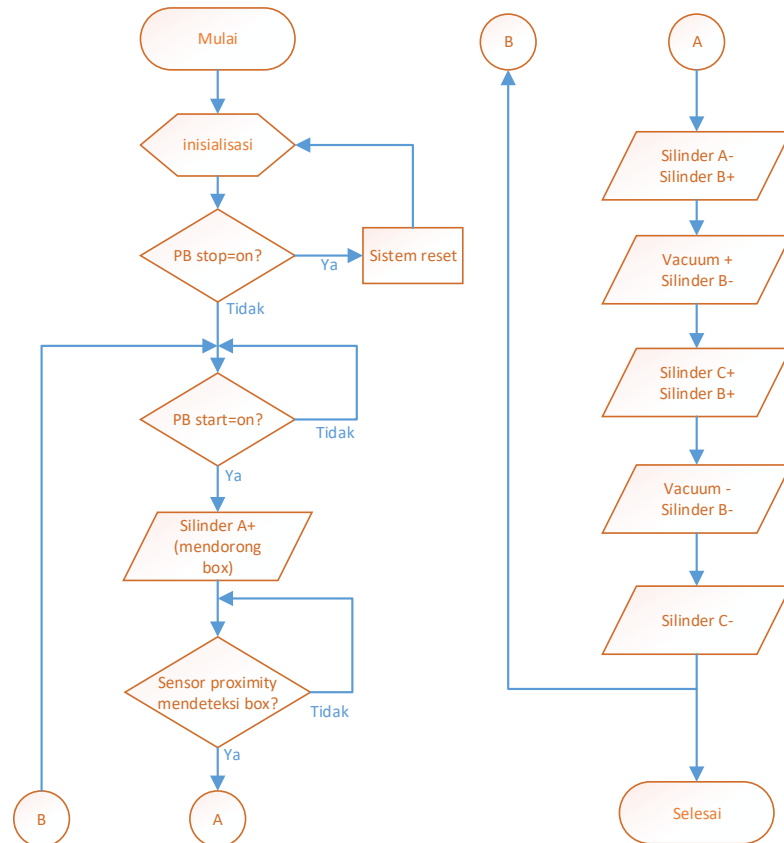 Mulai
inisialisasi
PB stop=on?
Ya
Sistem reset
Tidak
PB start=on?
Tidak
Ya
Silinder A+
(mendorong
box)
Sensor proximity
mendeteksi box?
Tidak
Ya
B
A
B
A
Silinder A-
Silinder B+
Vacuum +
Silinder B-
Silinder C+
Silinder B+
Vacuum -
Silinder B-
Silinder C-
Selesai